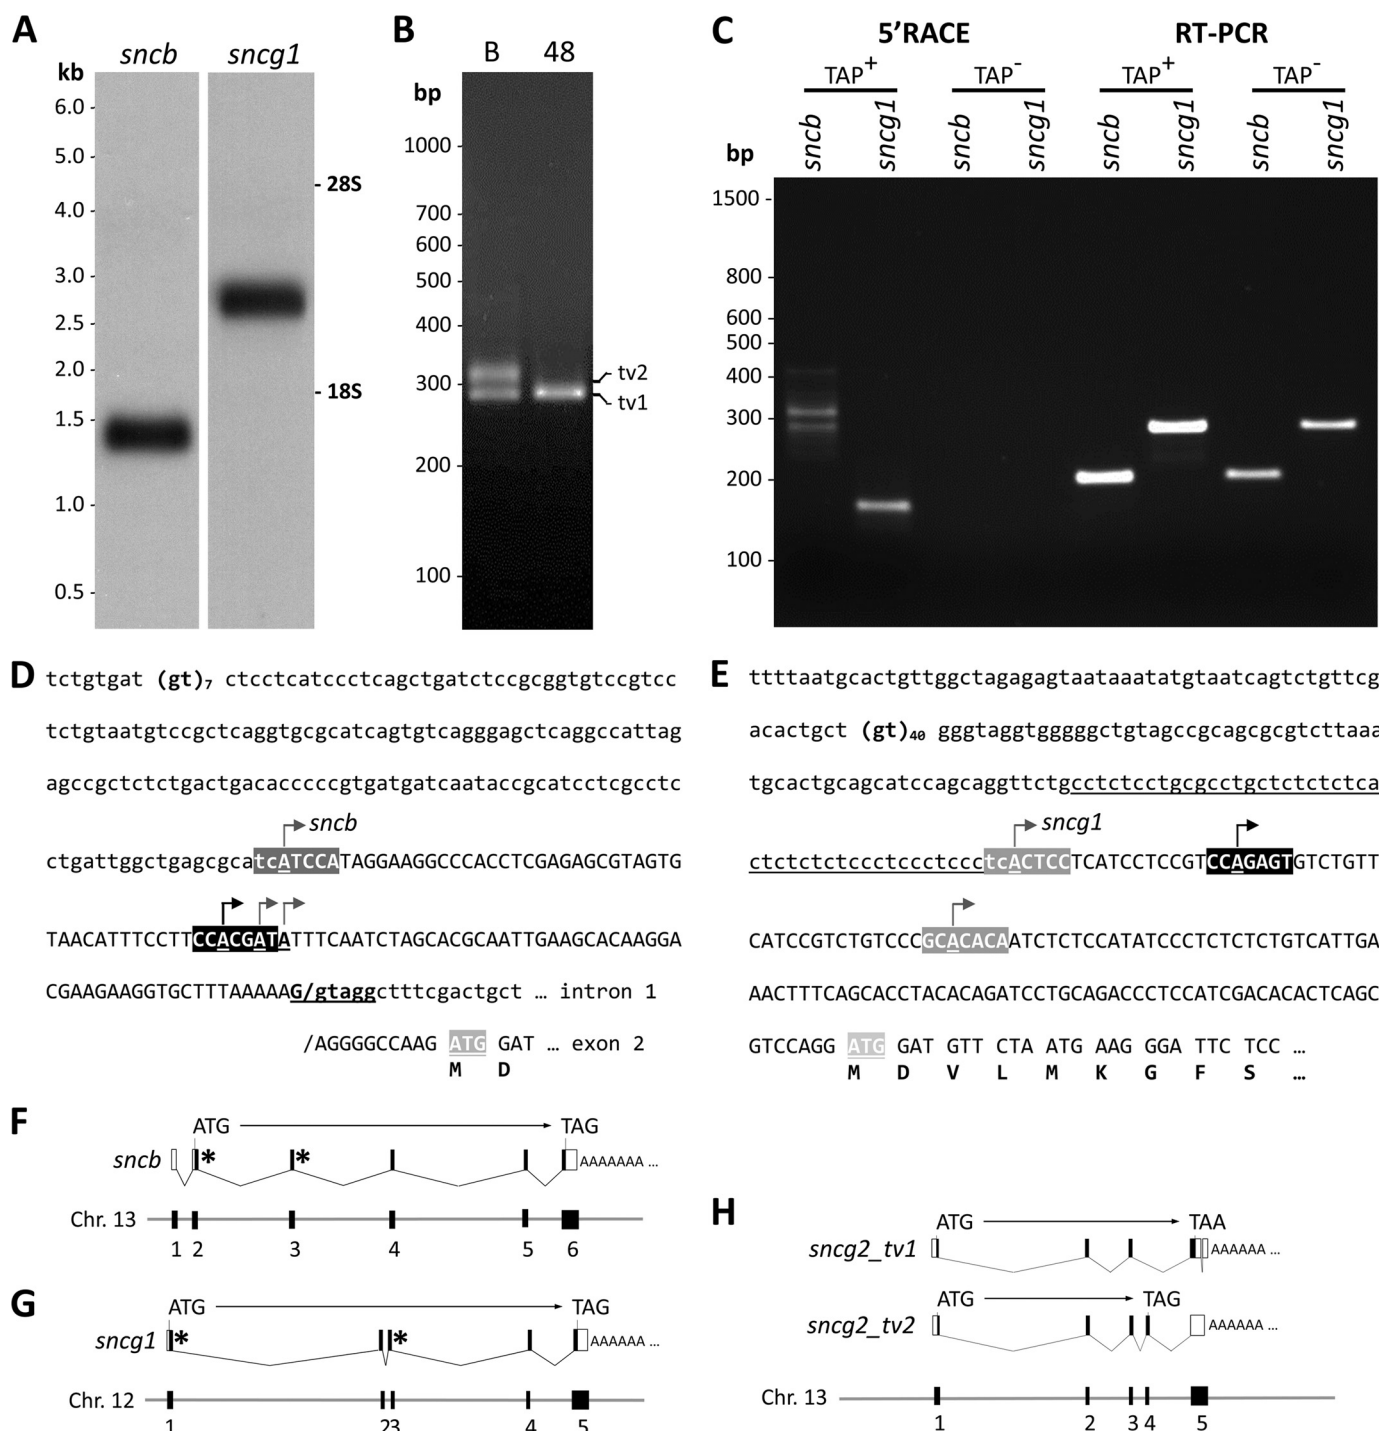 A
sncb sncg1
kb
6.0
5.0
4.0
3.0
2.5
2.0
1.5
1.0
0.5
- 28S
- 18S
B
B 48
bp
1000
700
600
500
400
300
200
100
tv2
tv1
C
5'RACE RT-PCR
TAP+ TAP- TAP+ TAP-
sncb sncg1 sncb sncg1 sncb sncg1 sncb sncg1
bp
1500
800
600
500
400
300
200
100
D
tctgtgat (gt)7 ctcctcatccctcagctgatctccgcggtgtccgtcc
tctgtaatgtccgctcaggtgcgcatcagtgtcagggagctcaggccattag
agccgctctctgactgacacccccgtgatgatcaataccgcatcctcgcctc
sncb
ctgattggctgagcgcatcATCCATAGGAAGGCCCACCTCGAGAGCGTAGTG
TAACATTTCCTTCCACGATATTTCAATCTAGCACGCAATTGAAGCACAAGGA
CGAAGAAGGTGCTTTAAAAAG/gtaggctttcgactgct … intron 1
/AGGGGCCAAG ATG GAT … exon 2
M D
E
ttttaatgcactgttggctagagagtaataaatatgtaatcagtctgttcg
acactgct (gt)40 gggtaggtgggggctgtagccgcagcgcgtcttaaa
tgcactgcagcatccagcaggttctgcctctcctgcgcctgctctctctca
sncg1
ctctctctccctccctccctcACTCCTCATCCTCCGTCCAGAGTGTCTGTT
CATCCGTCTGTCCCGCACACAATCTCTCCATATCCCTCTCTCTGTCATTGA
AACTTTCAGCACCTACACAGATCCTGCAGACCCTCCATCGACACACTCAGC
GTCCAGG ATG GAT GTT CTA ATG AAG GGA TTC TCC …
M D V L M K G F S …
F
ATG TAG
sncb * * AAAAAAA …
Chr. 13
1 2 3 4 5 6
G
ATG TAG
sncg1 * * AAAAAA …
Chr. 12
1 2 3 4 5
H
ATG TAA
sncg2_tv1 AAAAAA …
ATG TAG
sncg2_tv2 AAAAAA …
Chr. 13
1 2 3 4 5